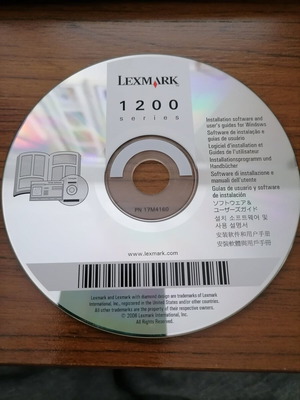 LEXMARK
1200
series
Installation software and
user's guides for Windows
Software de instalação e
guias de usuário
Logiciel d'installation et
Guides de l'utilisateur
Installationsprogramm und
Handbücher
Software di installazione e
manuali dell'utente
Guías de usuario y software
de instalación
ソフトウェア&
ユーザーズガイド
설치 소프트웨어 및
사용 설명서
安装软件和用户手册
安裝軟體與用戶手冊
PN 17M4160
www.lexmark.com
Lexmark and Lexmark with diamond design are trademarks of Lexmark
International, Inc., registered in the United States and/or other countries.
All other trademarks are the property of their respective owners.
International, Inc.
All Rights Reserved.